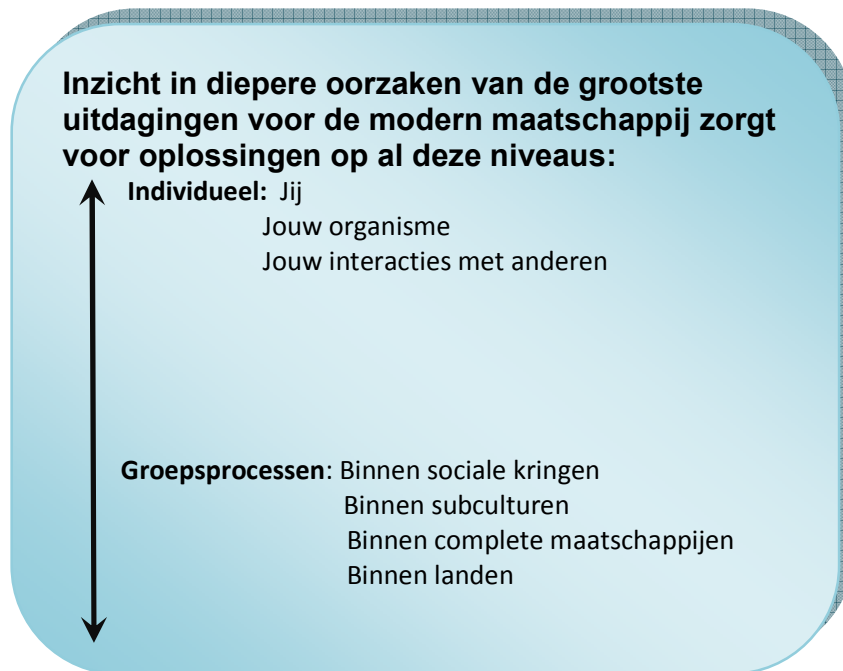 Inzicht in diepere oorzaken van de grootste
uitdagingen voor de modern maatschappij zorgt
voor oplossingen op al deze niveaus:
Individueel: Jij
Jouw organisme
Jouw interacties met anderen
Groepsprocessen: Binnen sociale kringen
Binnen subculturen
Binnen complete maatschappijen
Binnen landen